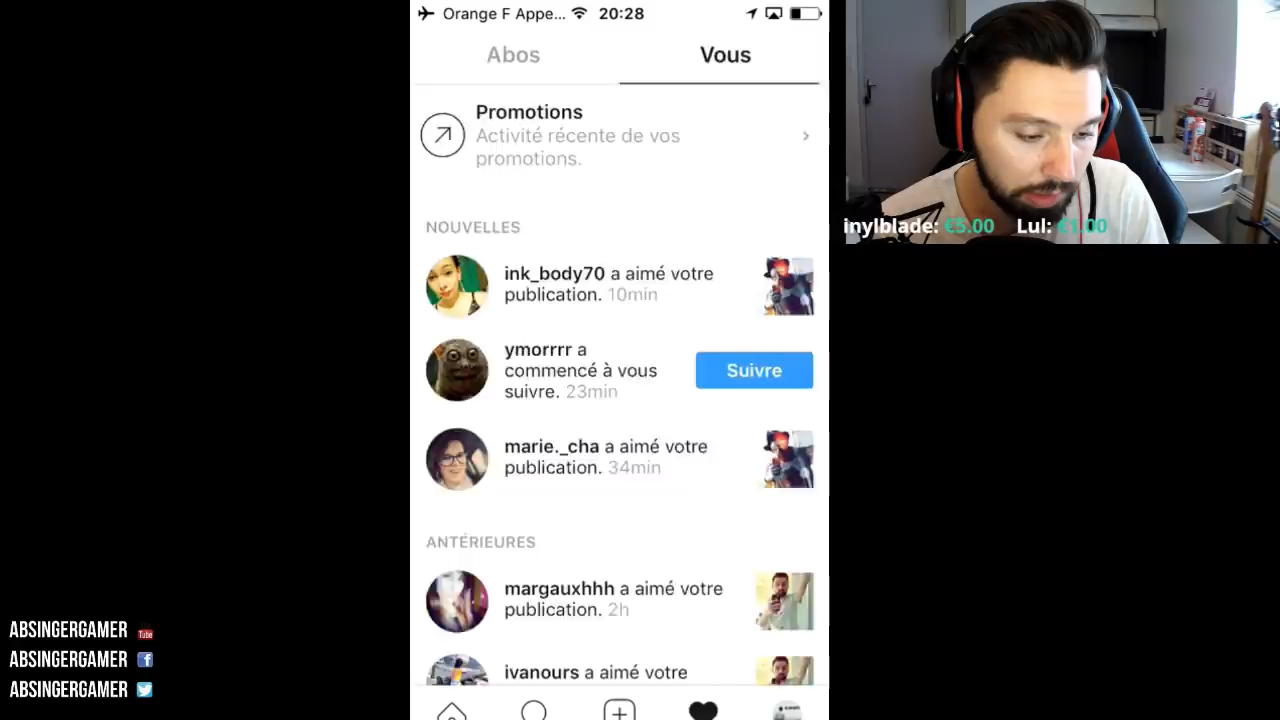 Orange F Appe... 20:28
Abos Vous
Promotions
Activité récente de vos
promotions.
NOUVELLES
ink_body70 a aimé votre
publication. 10min
ymorrrr a
commencé à vous
suivre. 23min
Suivre
marie._cha a aimé votre
publication. 34min
ANTÉRIEURES
margauxhhh a aimé votre
publication. 2h
ivanours a aimé votre
inylblade: €5.00 Lul: €1.00
ABSINGERGAMER Tube
ABSINGERGAMER
ABSINGERGAMER